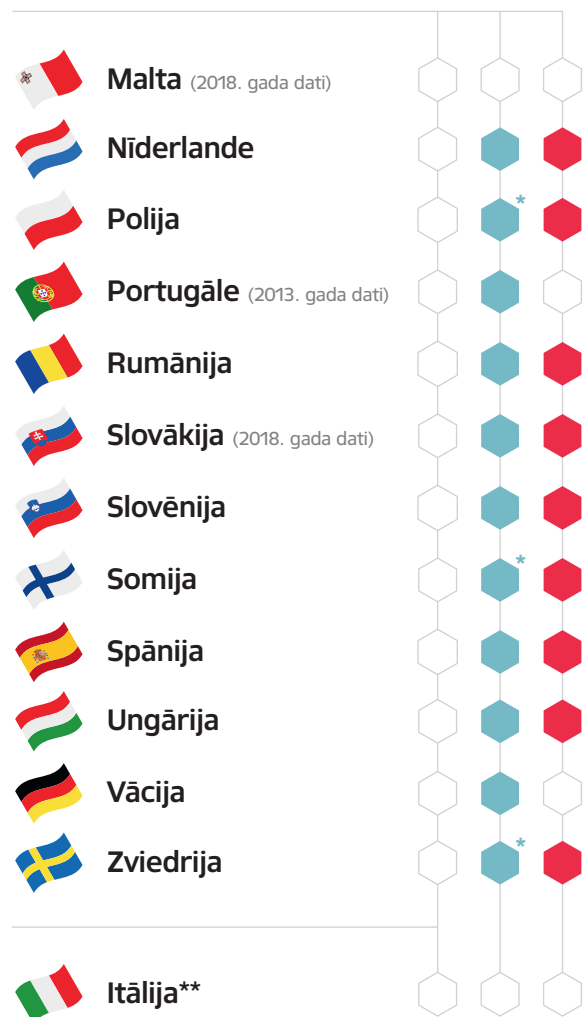 Malta (2018. gada dati)
Nīderlande
Polija *
Portugāle (2013. gada dati)
Rumānija
Slovākija (2018. gada dati)
Slovēnija
Somija *
Spānija
Ungārija
Vācija
Zviedrija *
Itālija**